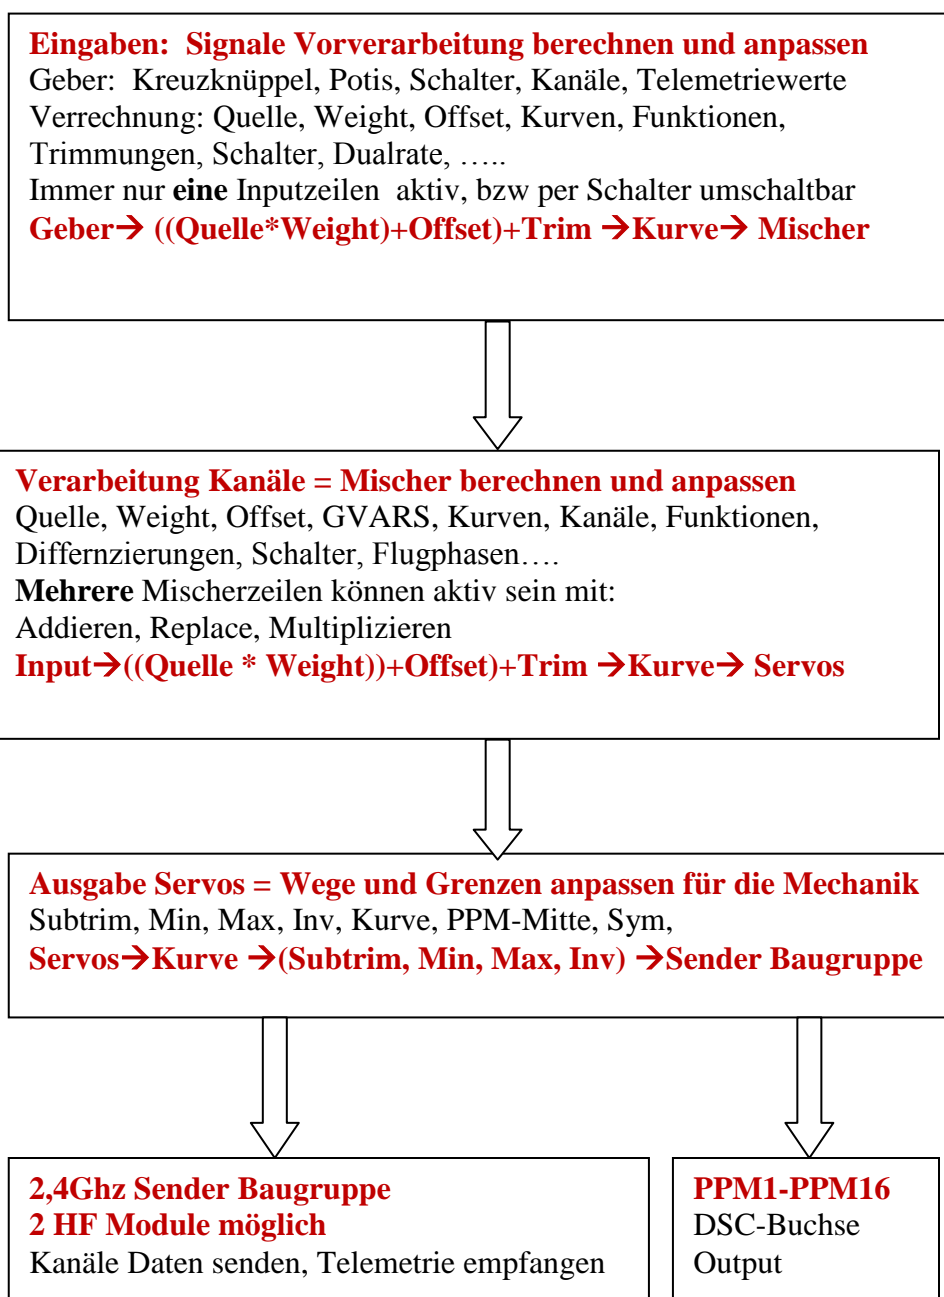 Eingaben:  Signale Vorverarbeitung berechnen und anpassen
Geber:  Kreuzknüppel, Potis, Schalter, Kanäle, Telemetriewerte
Verrechnung: Quelle, Weight, Offset, Kurven, Funktionen,
Trimmungen, Schalter, Dualrate, …..
Immer nur eine Inputzeilen  aktiv, bzw per Schalter umschaltbar
Geber→ ((Quelle*Weight)+Offset)+Trim →Kurve→ Mischer
Verarbeitung Kanäle = Mischer berechnen und anpassen
Quelle, Weight, Offset, GVARS, Kurven, Kanäle, Funktionen,
Differnzierungen, Schalter, Flugphasen….
Mehrere Mischerzeilen können aktiv sein mit:
Addieren, Replace, Multiplizieren
Input→((Quelle * Weight))+Offset)+Trim →Kurve→ Servos
Ausgabe Servos = Wege und Grenzen anpassen für die Mechanik
Subtrim, Min, Max, Inv, Kurve, PPM-Mitte, Sym,
Servos→Kurve →(Subtrim, Min, Max, Inv) →Sender Baugruppe
2,4Ghz Sender Baugruppe
2 HF Module möglich
Kanäle Daten senden, Telemetrie empfangen
PPM1-PPM16
DSC-Buchse
Output